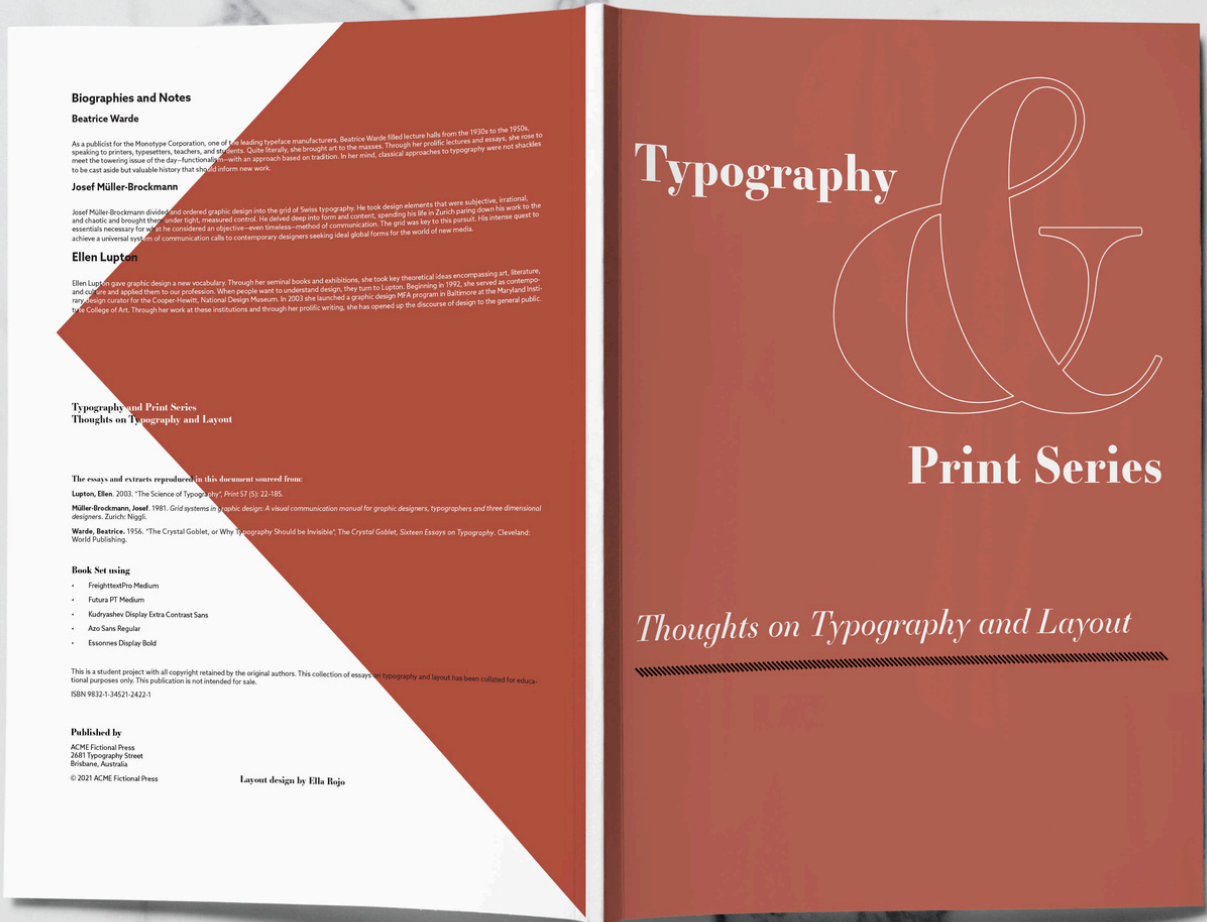 Biographies and Notes
Beatrice Warde
As a publicist for the Monotype Corporation, one of the leading typeface manufacturers, Beatrice Warde filled lecture halls from the 1930s to the 1950s,
speaking to printers, typesetters, teachers, and students. Quite literally, she brought art to the masses. Through her prolific lectures and essays, she rose to
meet the towering issue of the day—functionalism—with an approach based on tradition. In her mind, classical approaches to typography were not shackles
to be cast aside but valuable history that should inform new work.
Josef Müller-Brockmann
Josef Müller-Brockmann divided and ordered graphic design into the grid of Swiss typography. He took design elements that were subjective, irrational,
and chaotic and brought them under tight, measured control. He delved deep into form and content, spending his life in Zurich paring down his work to the
essentials necessary for what he considered an objective—even timeless—method of communication. The grid was key to this pursuit. His intense quest to
achieve a universal system of communication calls to contemporary designers seeking ideal global forms for the world of new media.
Ellen Lupton
Ellen Lupton gave graphic design a new vocabulary. Through her seminal books and exhibitions, she took key theoretical ideas encompassing art, literature,
and culture and applied them to our profession. When people want to understand design, they turn to Lupton. Beginning in 1992, she served as contempo-
rary design curator for the Cooper-Hewitt, National Design Museum. In 2003 she launched a graphic design MFA program in Baltimore at the Maryland Insti-
tute College of Art. Through her work at these institutions and through her prolific writing, she has opened up the discourse of design to the general public.
Typography and Print Series
Thoughts on Typography and Layout
The essays and extracts reproduced in this document sourced from:
Lupton, Ellen. 2003. "The Science of Typography", Print 57 (5): 22-185.
Müller-Brockmann, Josef. 1981. Grid systems in graphic design: A visual communication manual for graphic designers, typographers and three dimensional
designers. Zurich: Niggli.
Warde, Beatrice. 1956. "The Crystal Goblet, or Why Typography Should be Invisible", The Crystal Goblet, Sixteen Essays on Typography. Cleveland:
World Publishing.
Book Set using
• FreighttextPro Medium
• Futura PT Medium
• Kudryashev Display Extra Contrast Sans
• Azo Sans Regular
• Essonnes Display Bold
This is a student project with all copyright retained by the original authors. This collection of essays on typography and layout has been collated for educa-
tional purposes only. This publication is not intended for sale.
ISBN 9832-1-34521-2422-1
Published by
ACME Fictional Press
2681 Typography Street
Brisbane, Australia
© 2021 ACME Fictional Press
Layout design by Ella Rojo
Typography
&
Print Series
Thoughts on Typography and Layout